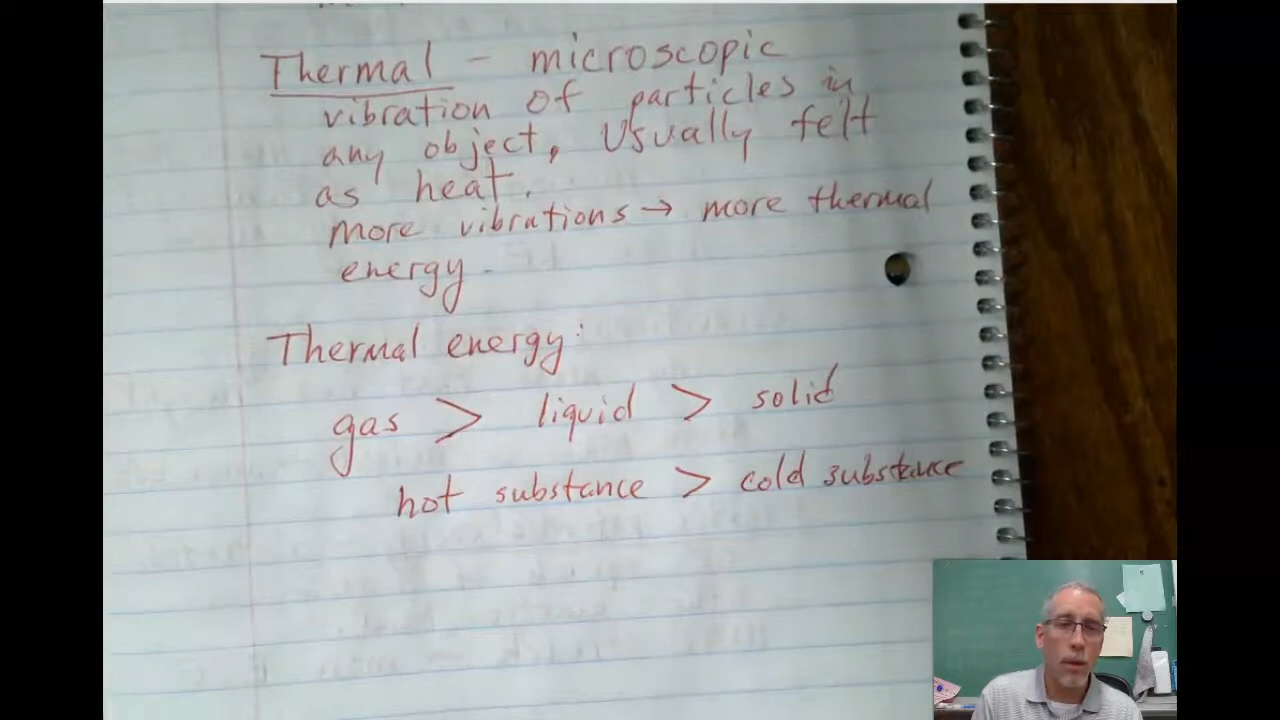 Thermal - microscopic
vibration of particles in
any object, Usually felt
as heat.
more vibrations → more thermal
energy.
Thermal energy:
gas > liquid > solid
hot substance > cold substance